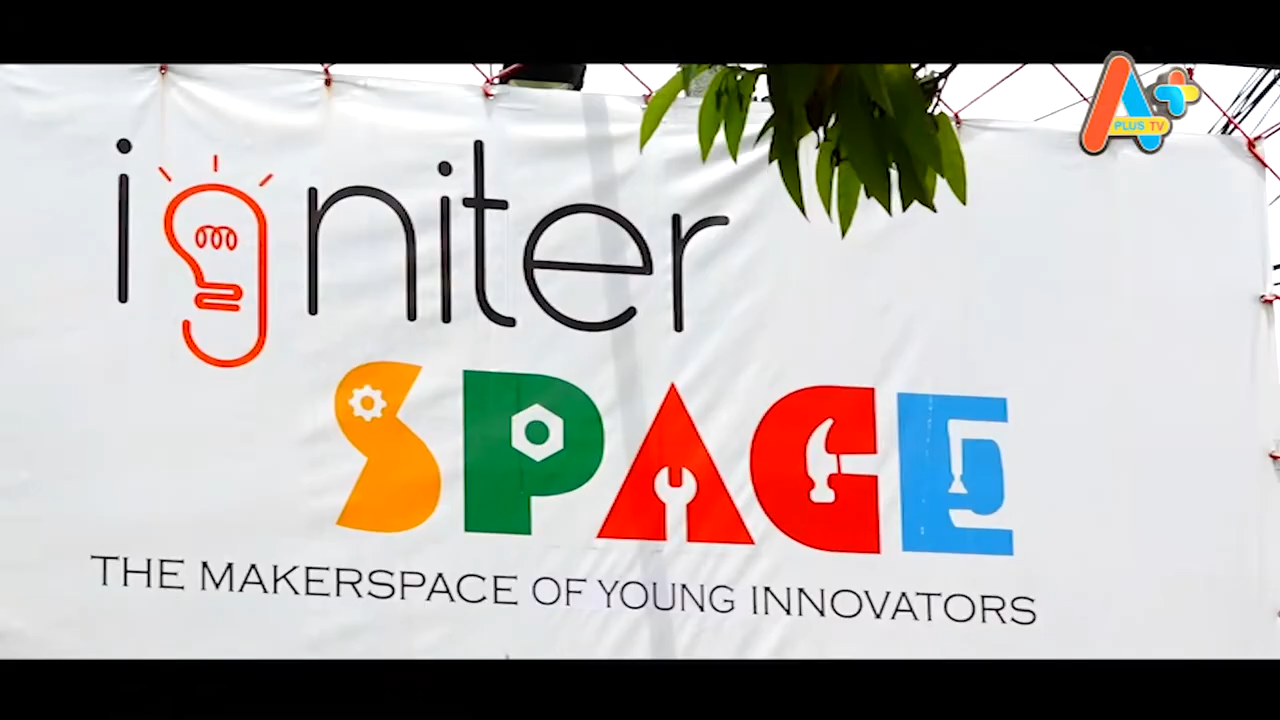 A+
PLUS TV
igniter
SPACE
THE MAKERSPACE OF YOUNG INNOVATORS